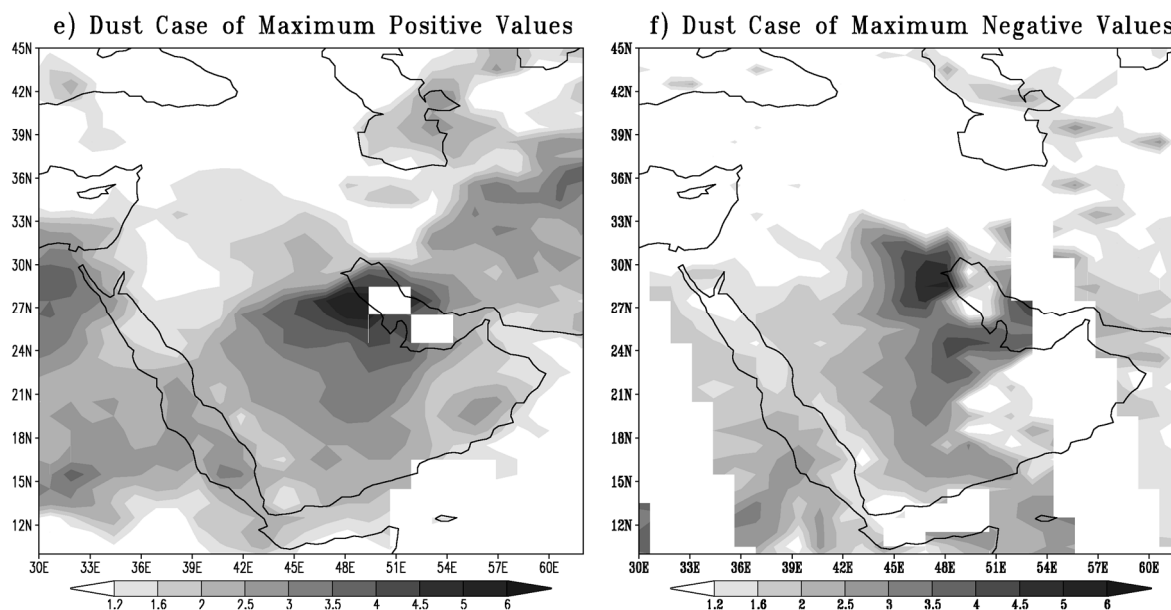 e) Dust Case of Maximum Positive Values
45N
42N
39N
36N
33N
30N
27N
24N
21N
18N
15N
12N
30E 33E 36E 39E 42E 45E 48E 51E 54E 57E 60E
1.2 1.6 2 2.5 3 3.5 4 4.5 5 6
f) Dust Case of Maximum Negative Values
45N
42N
39N
36N
33N
30N
27N
24N
21N
18N
15N
12N
30E 33E 36E 39E 42E 45E 48E 51E 54E 57E 60E
1.2 1.6 2 2.5 3 3.5 4 4.5 5 6